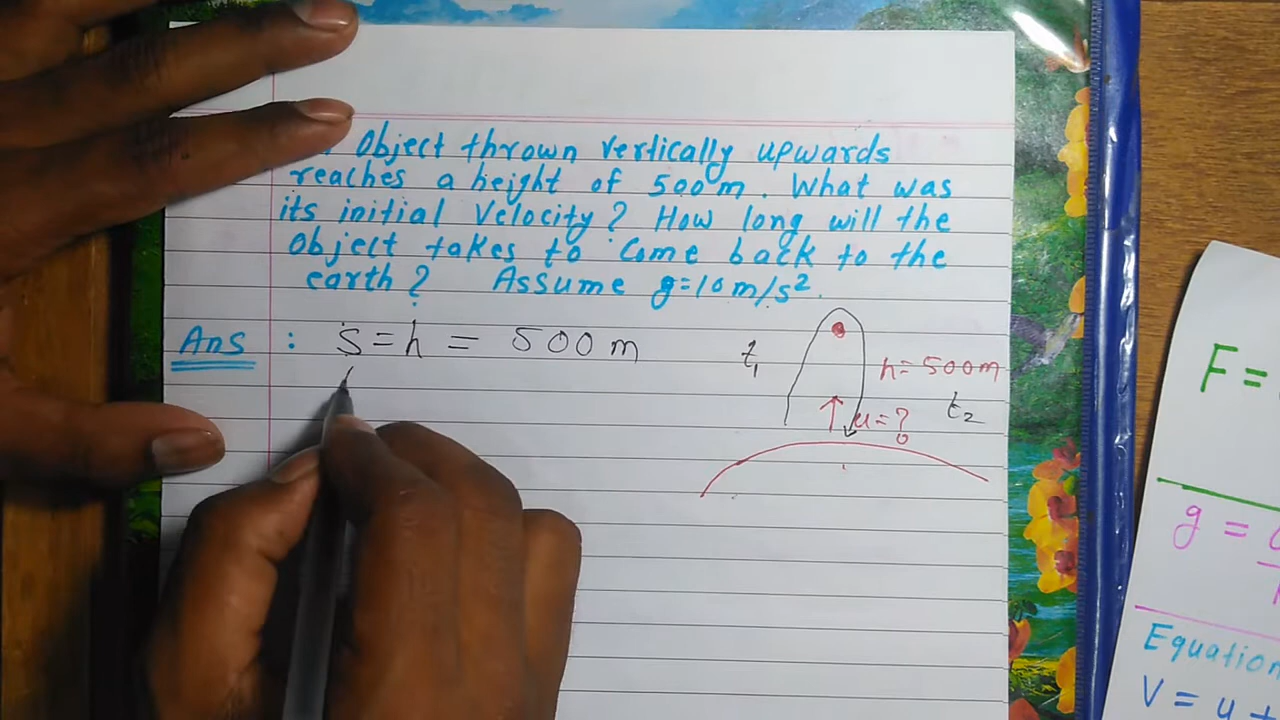 Object thrown vertically upwards
reaches a height of 500m. What was
its initial Velocity? How long will the
Object takes to Come back to the
earth? Assume g=10m/s².
Ans : S=h = 500m
t₁
h=500m
u=?
t₂
F=
g =
Equation
V = u +